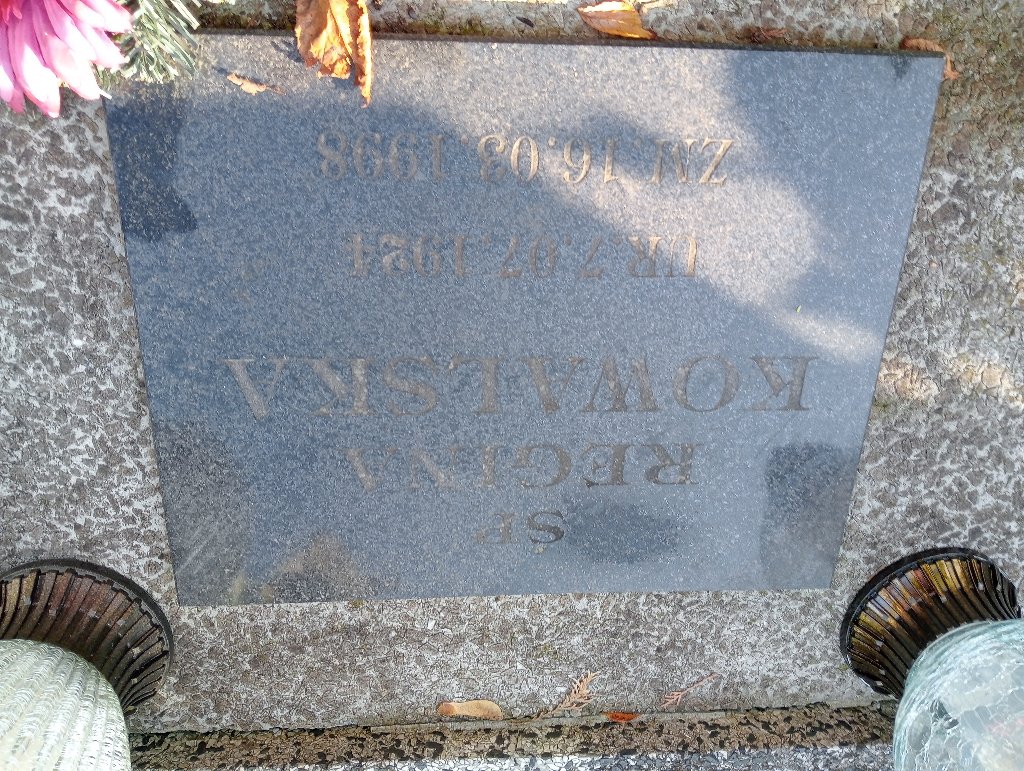 ŚP
REGINA
KOWALSKA
UR.7.07.1924
ZM.16.03.1998